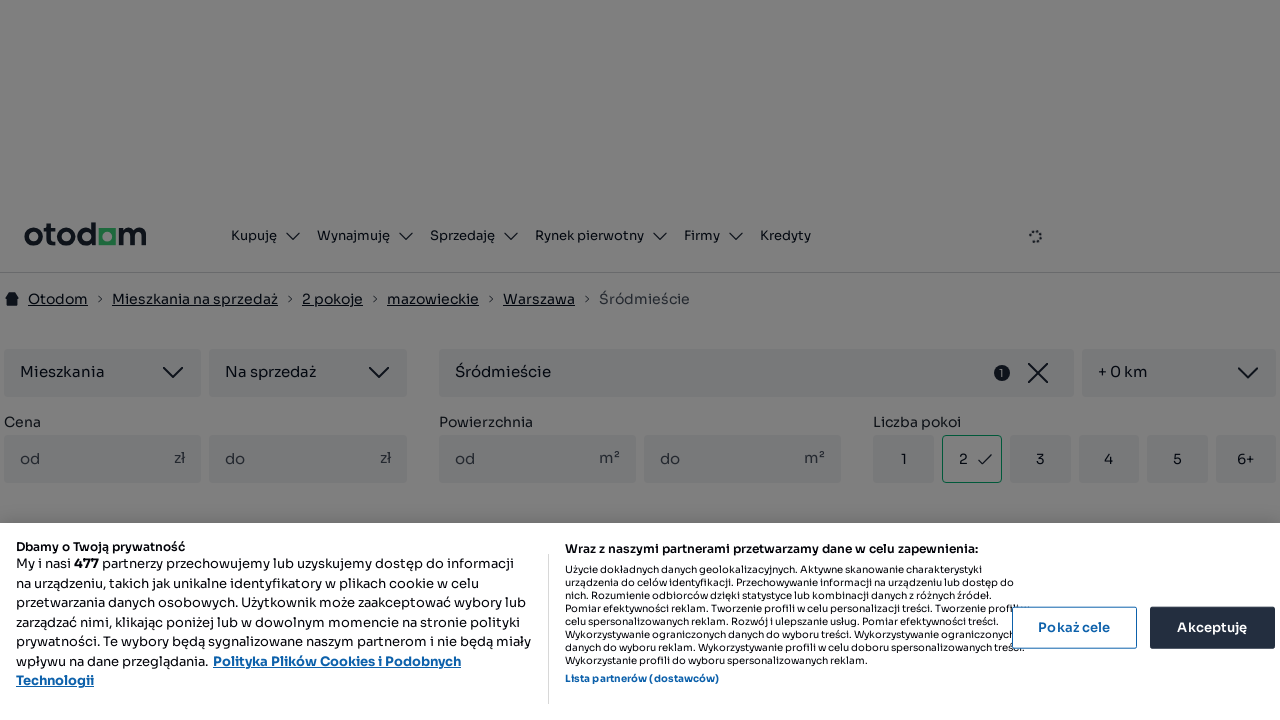 otodom
Kupuję Wynajmuję Sprzedaję Rynek pierwotny Firmy Kredyty
Otodom Mieszkania na sprzedaż 2 pokoje mazowieckie Warszawa Śródmieście
Mieszkania Na sprzedaż Śródmieście 1 + 0 km
Cena Powierzchnia Liczba pokoi
od zł do zł od m² do m² 1 2 3 4 5 6+
Dbamy o Twoją prywatność
My i nasi 477 partnerzy przechowujemy lub uzyskujemy dostęp do informacji
na urządzeniu, takich jak unikalne identyfikatory w plikach cookie w celu
przetwarzania danych osobowych. Użytkownik może zaakceptować wybory lub
zarządzać nimi, klikając poniżej lub w dowolnym momencie na stronie polityki
prywatności. Te wybory będą sygnalizowane naszym partnerom i nie będą miały
wpływu na dane przeglądania. Polityka Plików Cookies i Podobnych
Technologii
Wraz z naszymi partnerami przetwarzamy dane w celu zapewnienia:
Użycie dokładnych danych geolokalizacyjnych. Aktywne skanowanie charakterystyki
urządzenia do celów identyfikacji. Przechowywanie informacji na urządzeniu lub dostęp do
nich. Rozumienie odbiorców dzięki statystyce lub kombinacji danych z różnych źródeł.
Pomiar efektywności reklam. Tworzenie profili w celu personalizacji treści. Tworzenie profili w
celu spersonalizowanych reklam. Rozwój i ulepszanie usług. Pomiar efektywności treści.
Wykorzystywanie ograniczonych danych do wyboru treści. Wykorzystywanie ograniczonych
danych do wyboru reklam. Wykorzystywanie profili w celu doboru spersonalizowanych treści.
Wykorzystanie profili do wyboru spersonalizowanych reklam.
Lista partnerów (dostawców)
Pokaż cele
Akceptuję